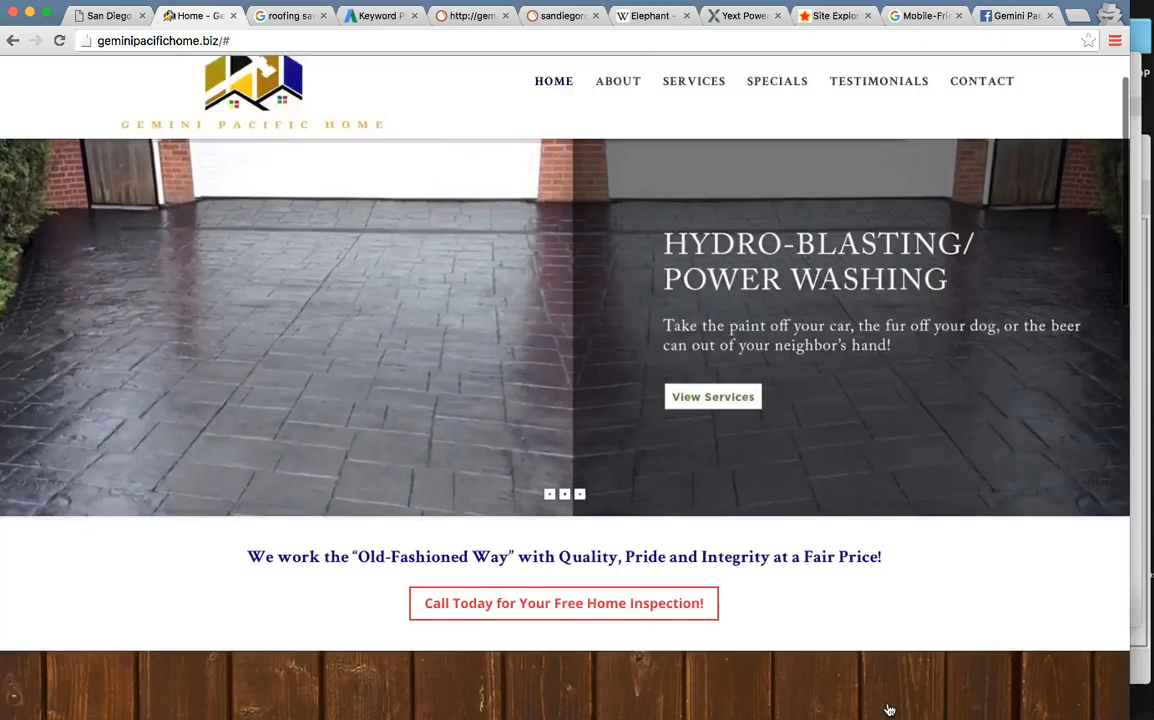 San Diego
Home - Ge
roofing sa
Keyword P
http://gem
sandiegor
Elephant -
Yext Powe
Site Explo
Mobile-Fri
Gemini Pa
geminipacifichome.biz/#
GEMINI PACIFIC HOME
HOME
ABOUT
SERVICES
SPECIALS
TESTIMONIALS
CONTACT
HYDRO-BLASTING/
POWER WASHING
Take the paint off your car, the fur off your dog, or the beer
can out of your neighbor’s hand!
View Services
We work the “Old-Fashioned Way” with Quality, Pride and Integrity at a Fair Price!
Call Today for Your Free Home Inspection!